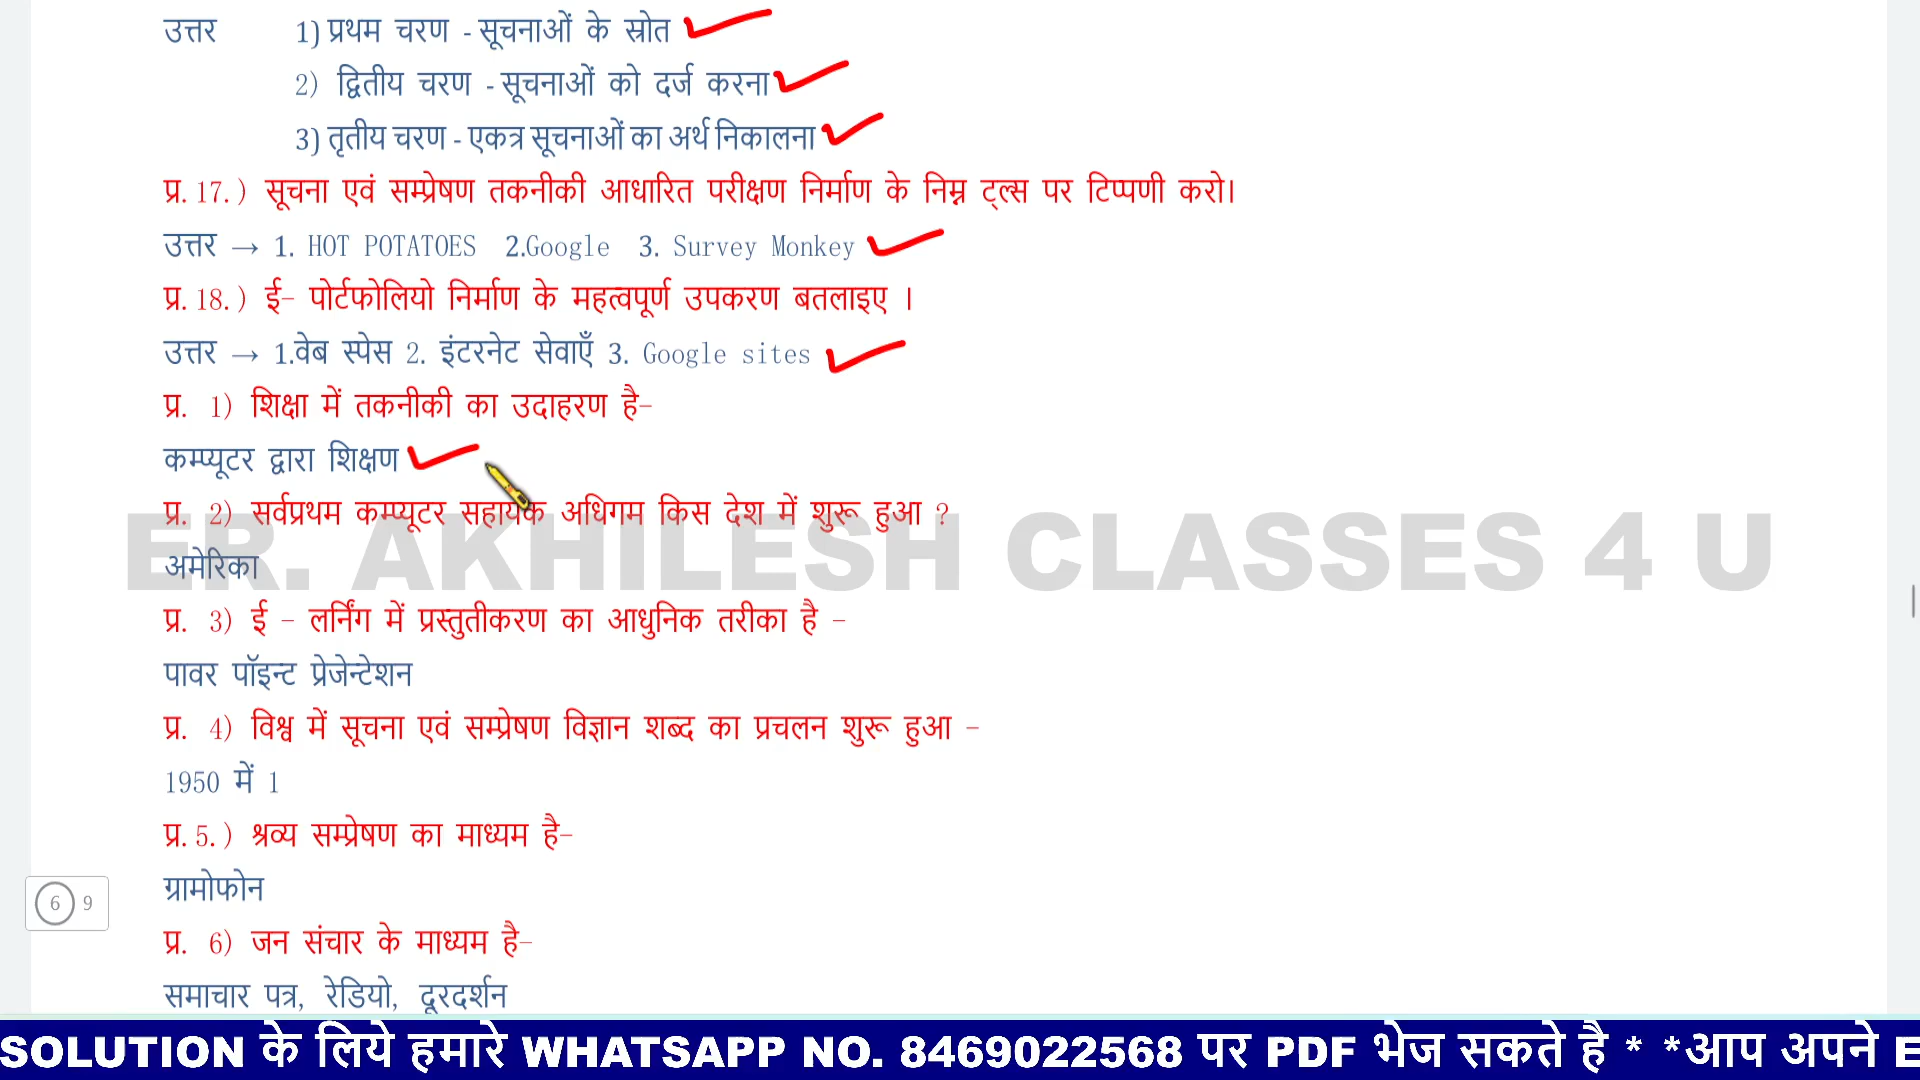 उत्तर 1) प्रथम चरण - सूचनाओं के स्रोत
2) द्वितीय चरण - सूचनाओं को दर्ज करना
3) तृतीय चरण - एकत्र सूचनाओं का अर्थ निकालना
प्र. 17.) सूचना एवं सम्प्रेषण तकनीकी आधारित परीक्षण निर्माण के निम्न ट्ल्स पर टिप्पणी करो।
उत्तर → 1. HOT POTATOES 2.Google 3. Survey Monkey
प्र. 18.) ई- पोर्टफोलियो निर्माण के महत्वपूर्ण उपकरण बतलाइए ।
उत्तर → 1.वेब स्पेस 2. इंटरनेट सेवाएँ 3. Google sites
प्र. 1) शिक्षा में तकनीकी का उदाहरण है-
कम्प्यूटर द्वारा शिक्षण
प्र. 2) सर्वप्रथम कम्प्यूटर सहायक अधिगम किस देश में शुरू हुआ ?
ER. AKHILESH CLASSES 4 U
अमेरिका
प्र. 3) ई - लर्निंग में प्रस्तुतीकरण का आधुनिक तरीका है -
पावर पॉइन्ट प्रेजेन्टेशन
प्र. 4) विश्व में सूचना एवं सम्प्रेषण विज्ञान शब्द का प्रचलन शुरू हुआ -
1950 में 1
प्र. 5.) श्रव्य सम्प्रेषण का माध्यम है-
ग्रामोफोन
6 9
प्र. 6) जन संचार के माध्यम है-
समाचार पत्र, रेडियो, दूरदर्शन
SOLUTION के लिये हमारे WHATSAPP NO. 8469022568 पर PDF भेज सकते है * *आप अपने E